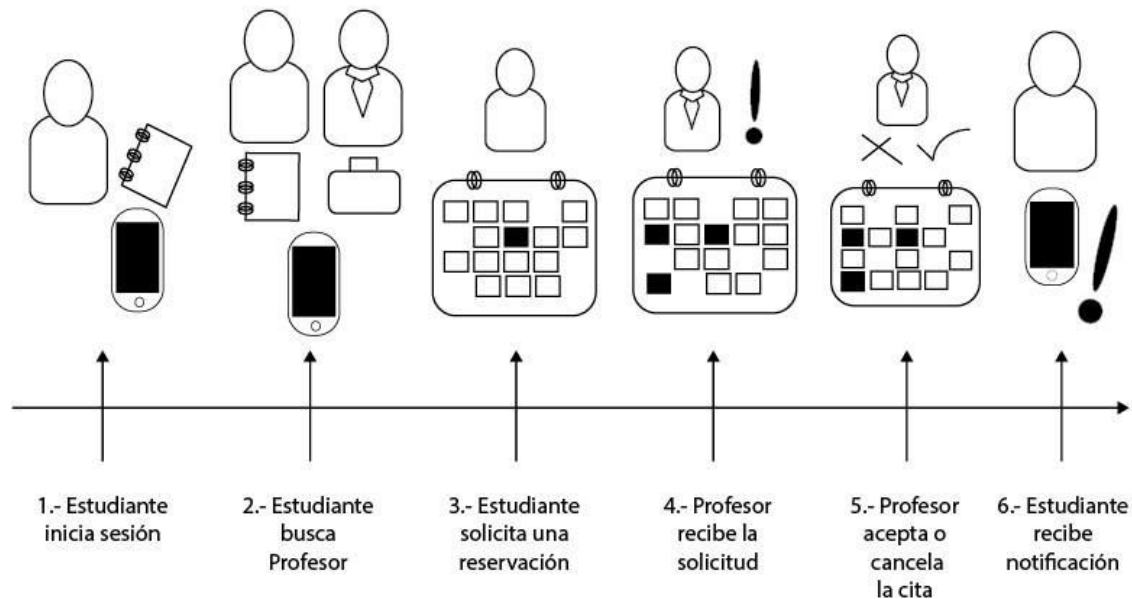 1.- Estudiante
inicia sesión
2.- Estudiante
busca
Profesor
3.- Estudiante
solicita una
reservación
4.- Profesor
recibe la
solicitud
5.- Profesor
acepta o
cancela
la cita
6.- Estudiante
recibe
notificación